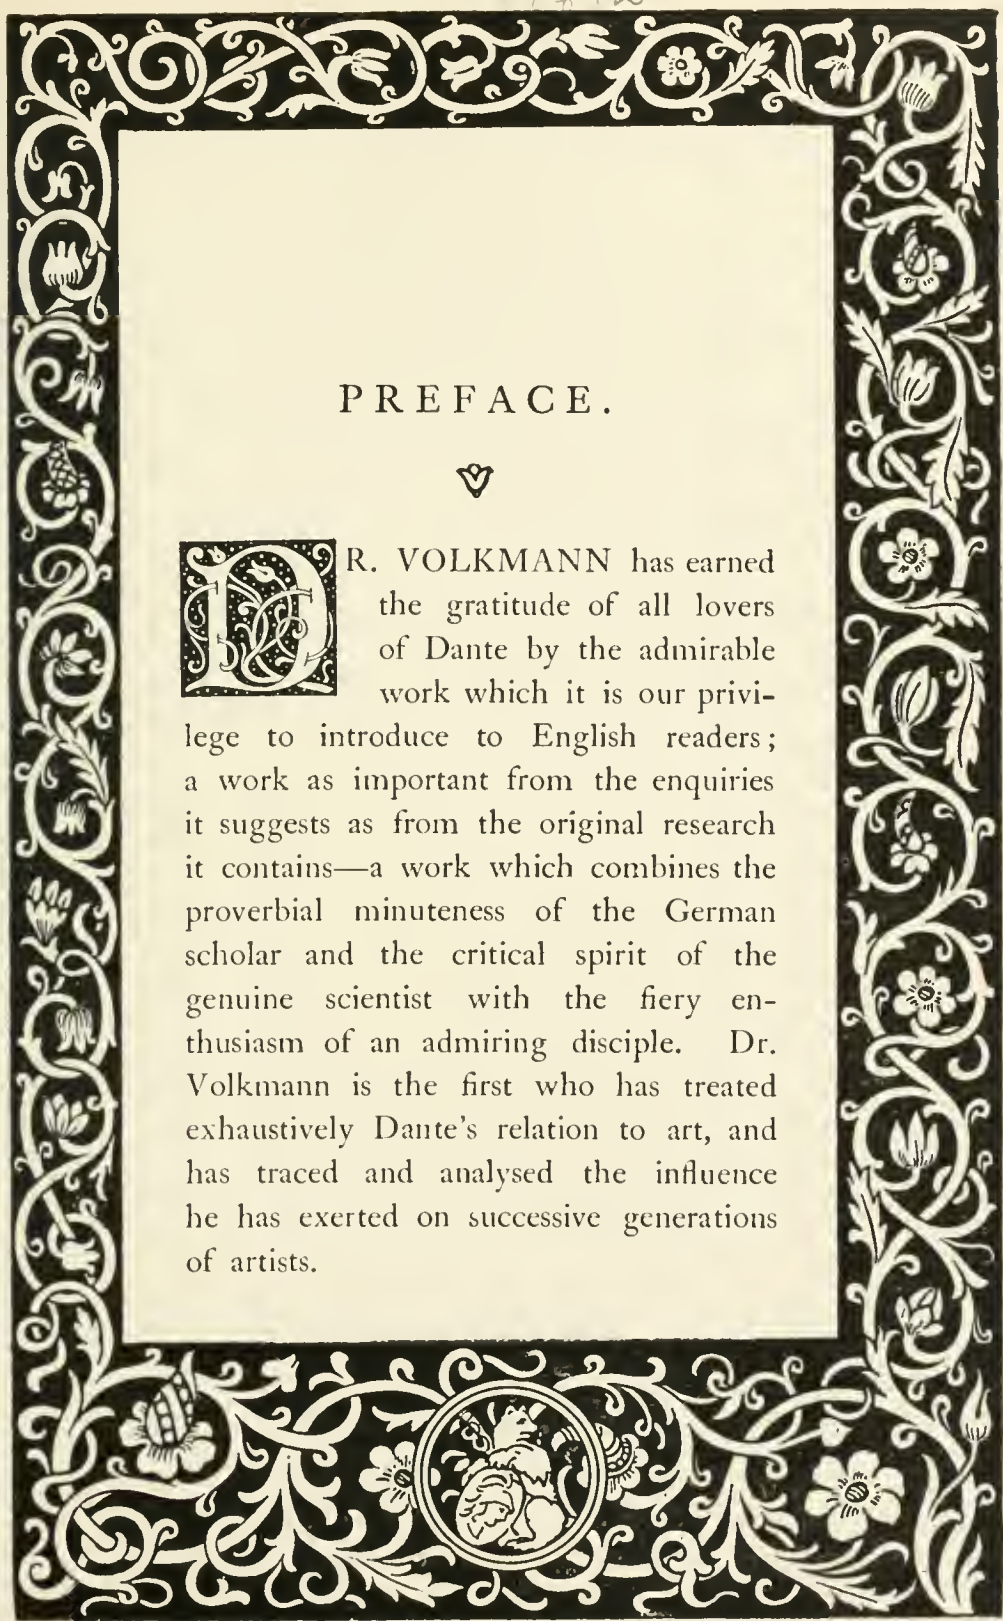 PREFACE.
DR. VOLKMANN has earned
the gratitude of all lovers
of Dante by the admirable
work which it is our privi-
lege to introduce to English readers;
a work as important from the enquiries
it suggests as from the original research
it contains—a work which combines the
proverbial minuteness of the German
scholar and the critical spirit of the
genuine scientist with the fiery en-
thusiasm of an admiring disciple. Dr.
Volkmann is the first who has treated
exhaustively Dante's relation to art, and
has traced and analysed the influence
he has exerted on successive generations
of artists.